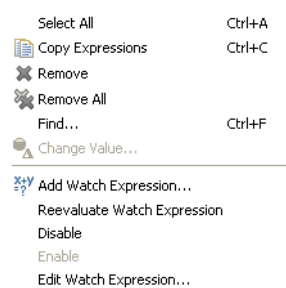 Select All Ctrl+A
Copy Expressions Ctrl+C
Remove
Remove All
Find... Ctrl+F
Change Value...
x+y =? Add Watch Expression...
Reevaluate Watch Expression
Disable
Enable
Edit Watch Expression...